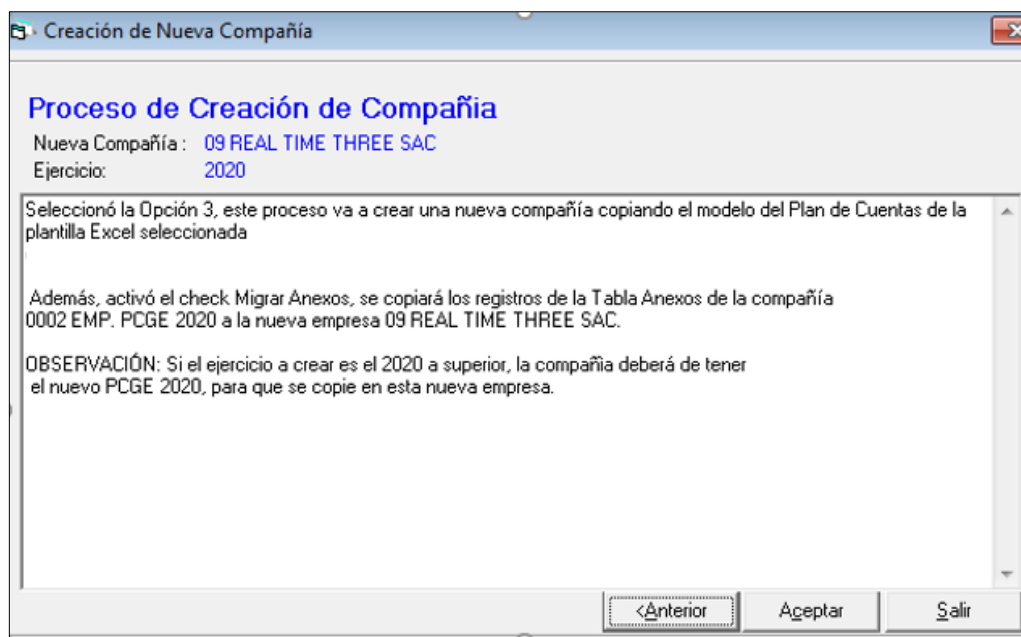 Creación de Nueva Compañía
Proceso de Creación de Compañia
Nueva Compañía : 09 REAL TIME THREE SAC
Ejercicio: 2020
Seleccionó la Opción 3, este proceso va a crear una nueva compañía copiando el modelo del Plan de Cuentas de la
plantilla Excel seleccionada
Además, activó el check Migrar Anexos, se copiará los registros de la Tabla Anexos de la compañía
0002 EMP. PCGE 2020 a la nueva empresa 09 REAL TIME THREE SAC.
OBSERVACIÓN: Si el ejercicio a crear es el 2020 a superior, la compañia deberá de tener
el nuevo PCGE 2020, para que se copie en esta nueva empresa.
<Anterior Aceptar Salir